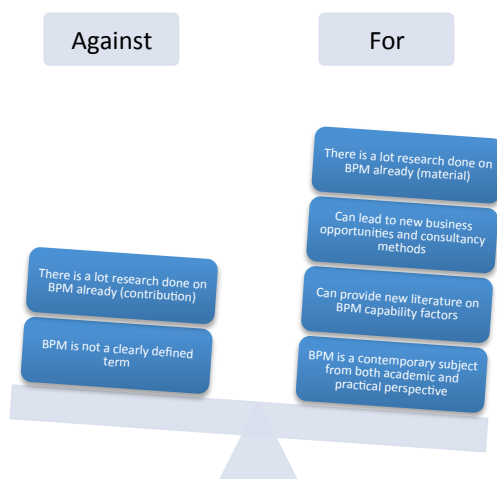 Against
For
There is a lot research done on
BPM already (material)
Can lead to new business
opportunities and consultancy
methods
There is a lot research done on
BPM already (contribution)
Can provide new literature on
BPM capability factors
BPM is not a clearly defined
term
BPM is a contemporary subject
from both academic and
practical perspective